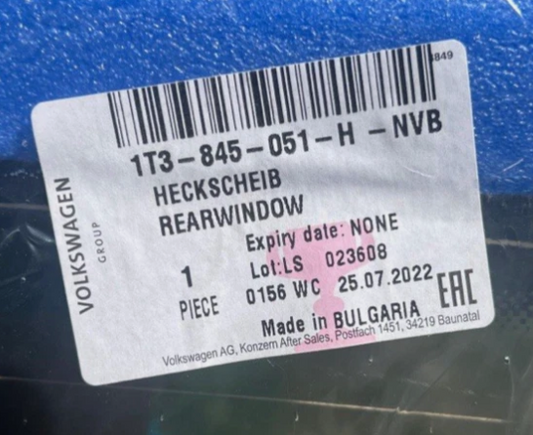 849
1T3-845-051-H -NVB
HECKSCHEIB
REARWINDOW
VOLKSWAGEN
GROUP
Expiry date: NONE
Lot:LS 023608
1
PIECE
0156 WC 25.07.2022
EAC
Made in BULGARIA
Volkswagen AG, Konzern After Sales, Postfach 1451, 34219 Baunatal